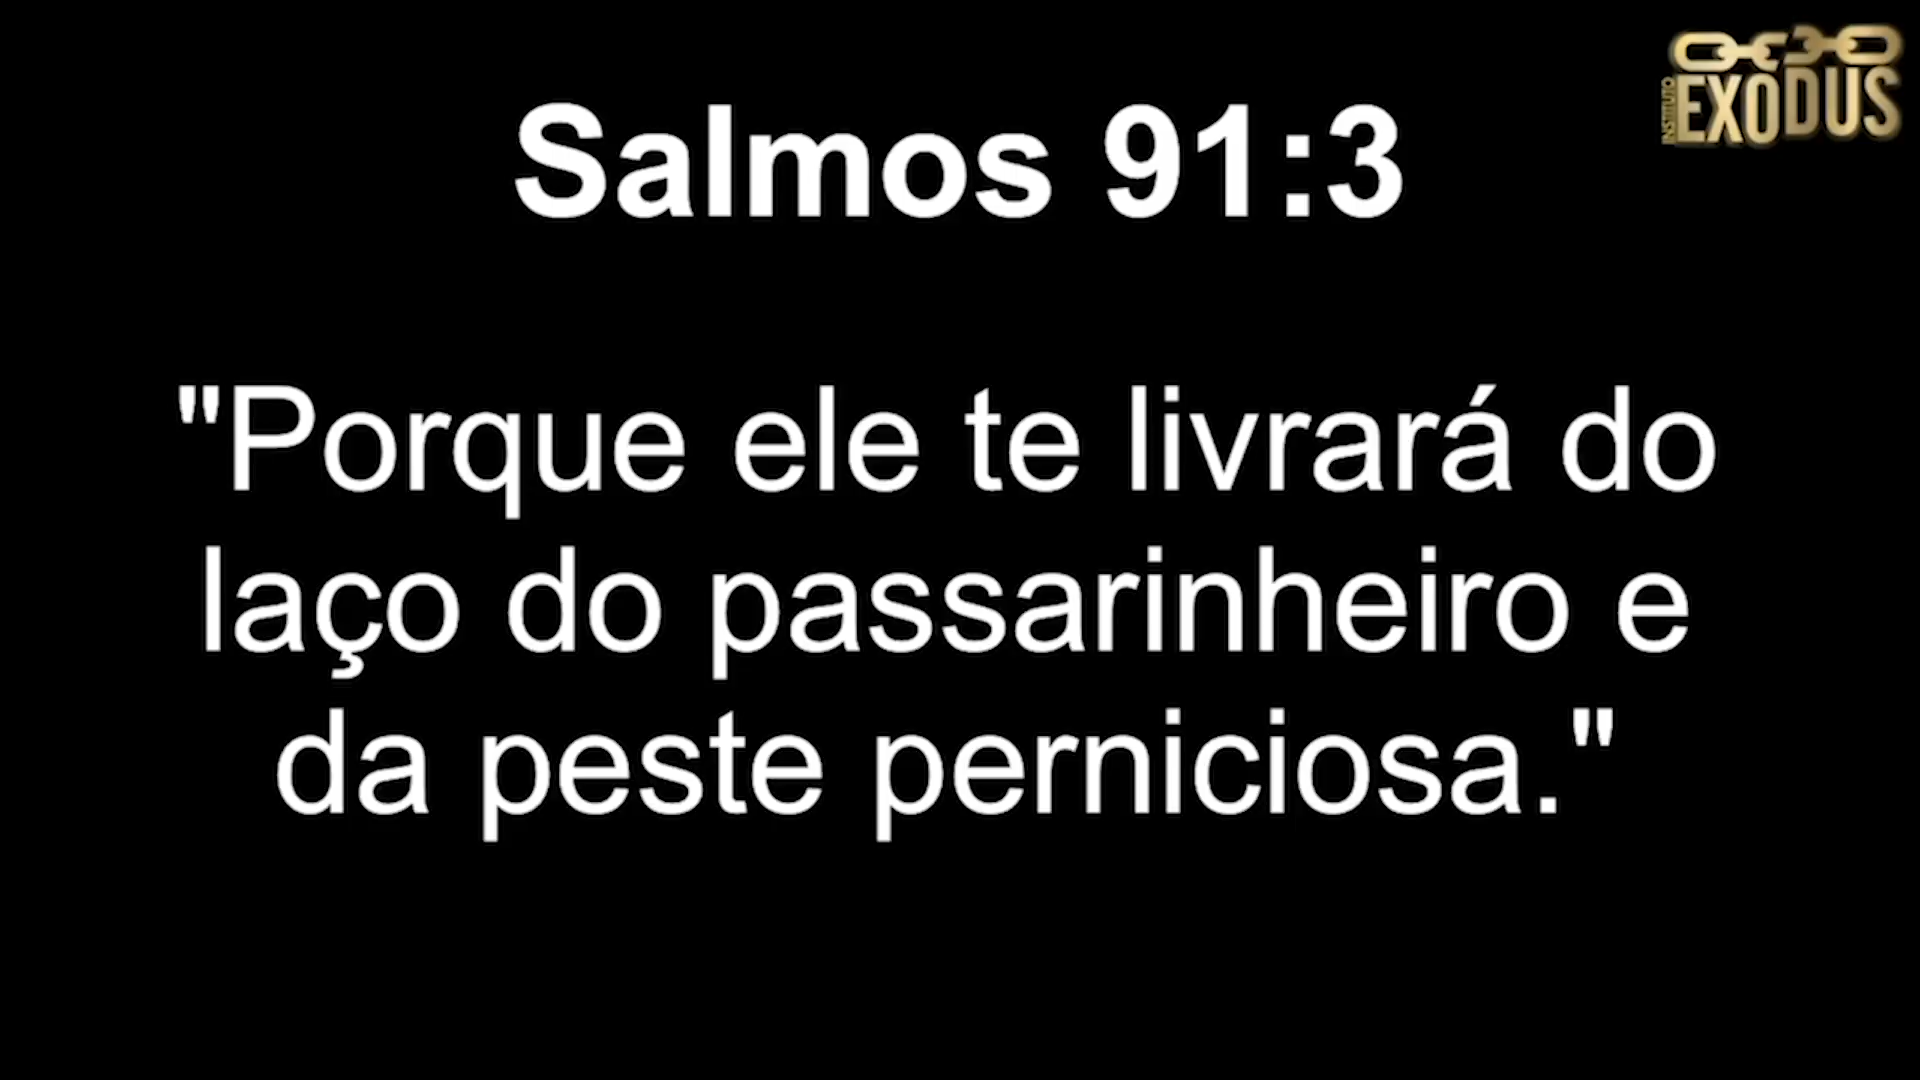 INSTITUTO
EXODUS
Salmos 91:3
"Porque ele te livrará do
laço do passarinheiro e
da peste perniciosa."